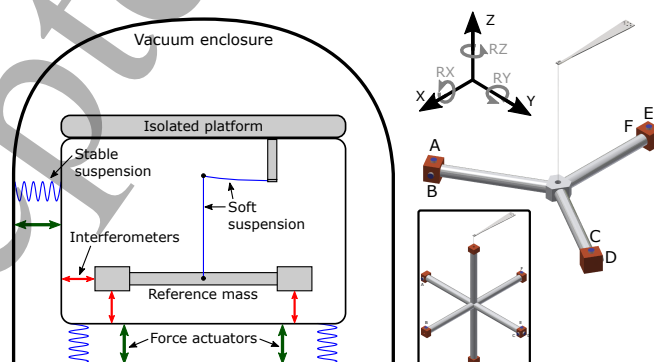 Vacuum enclosure
Isolated platform
Stable
suspension
Soft
suspension
Interferometers
Reference mass
Force actuators
Z
RZ
RX
RY
X
Y
A
B
C
D
E
F